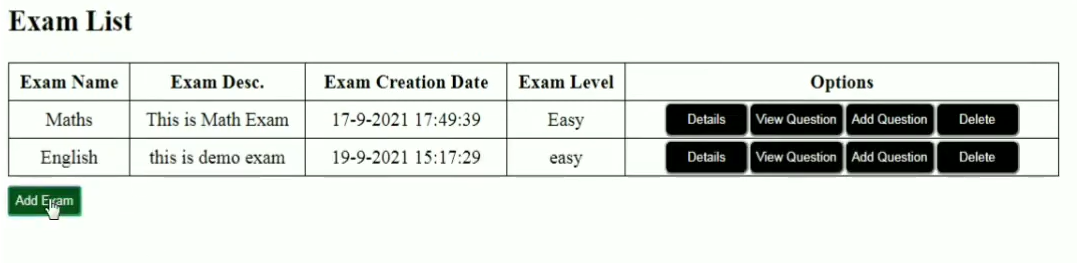 Exam List
Exam Name Exam Desc. Exam Creation Date Exam Level Options
Maths This is Math Exam 17-9-2021 17:49:39 Easy Details View Question Add Question Delete
English this is demo exam 19-9-2021 15:17:29 easy Details View Question Add Question Delete
Add Exam